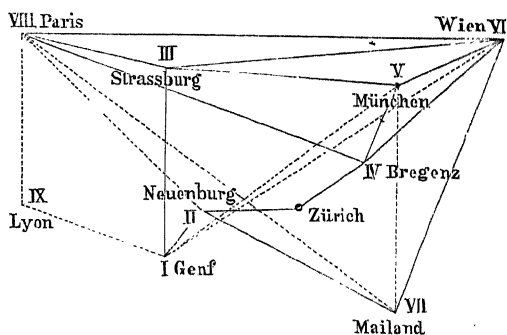 VIII Paris
Wien VI
III
Strassburg
V
München
IV Bregenz
Neuenburg
II
Zürich
IX
Lyon
I Genf
VII
Mailand